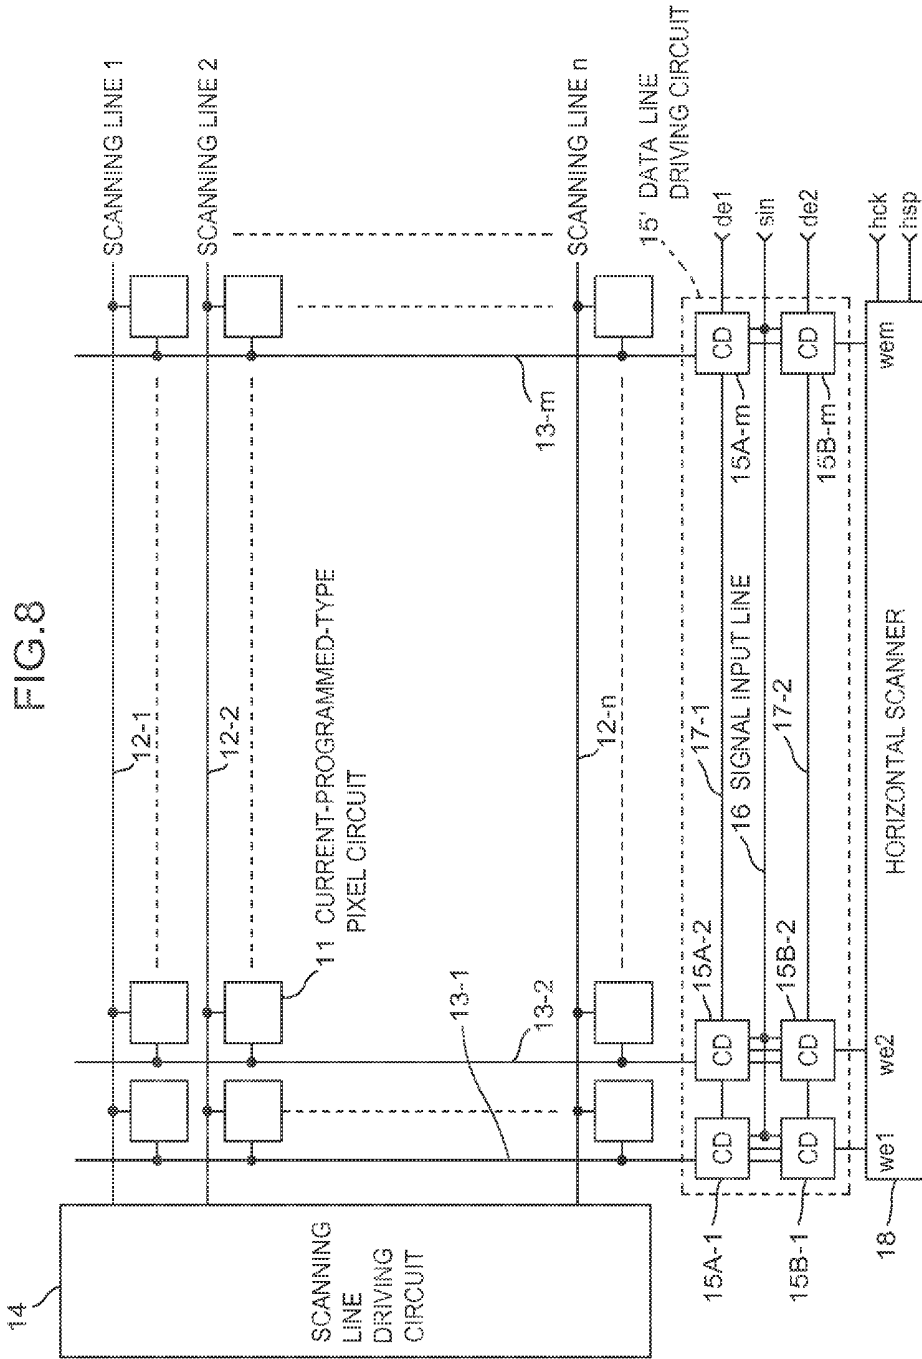 FIG.8
14
SCANNING
LINE
DRIVING
CIRCUIT
12-1
SCANNING LINE 1
12-2
SCANNING LINE 2
11 CURRENT-PROGRAMMED-TYPE
PIXEL CIRCUIT
13-1
13-2
13-m
12-n
SCANNING LINE n
15' DATA LINE
DRIVING CIRCUIT
15A-1
15A-2
17-1
15A-m
CD
CD
CD
de1
16 SIGNAL INPUT LINE
sin
15B-1
15B-2
17-2
15B-m
CD
CD
CD
de2
18
we1
we2
wem
HORIZONTAL SCANNER
hck
hsp